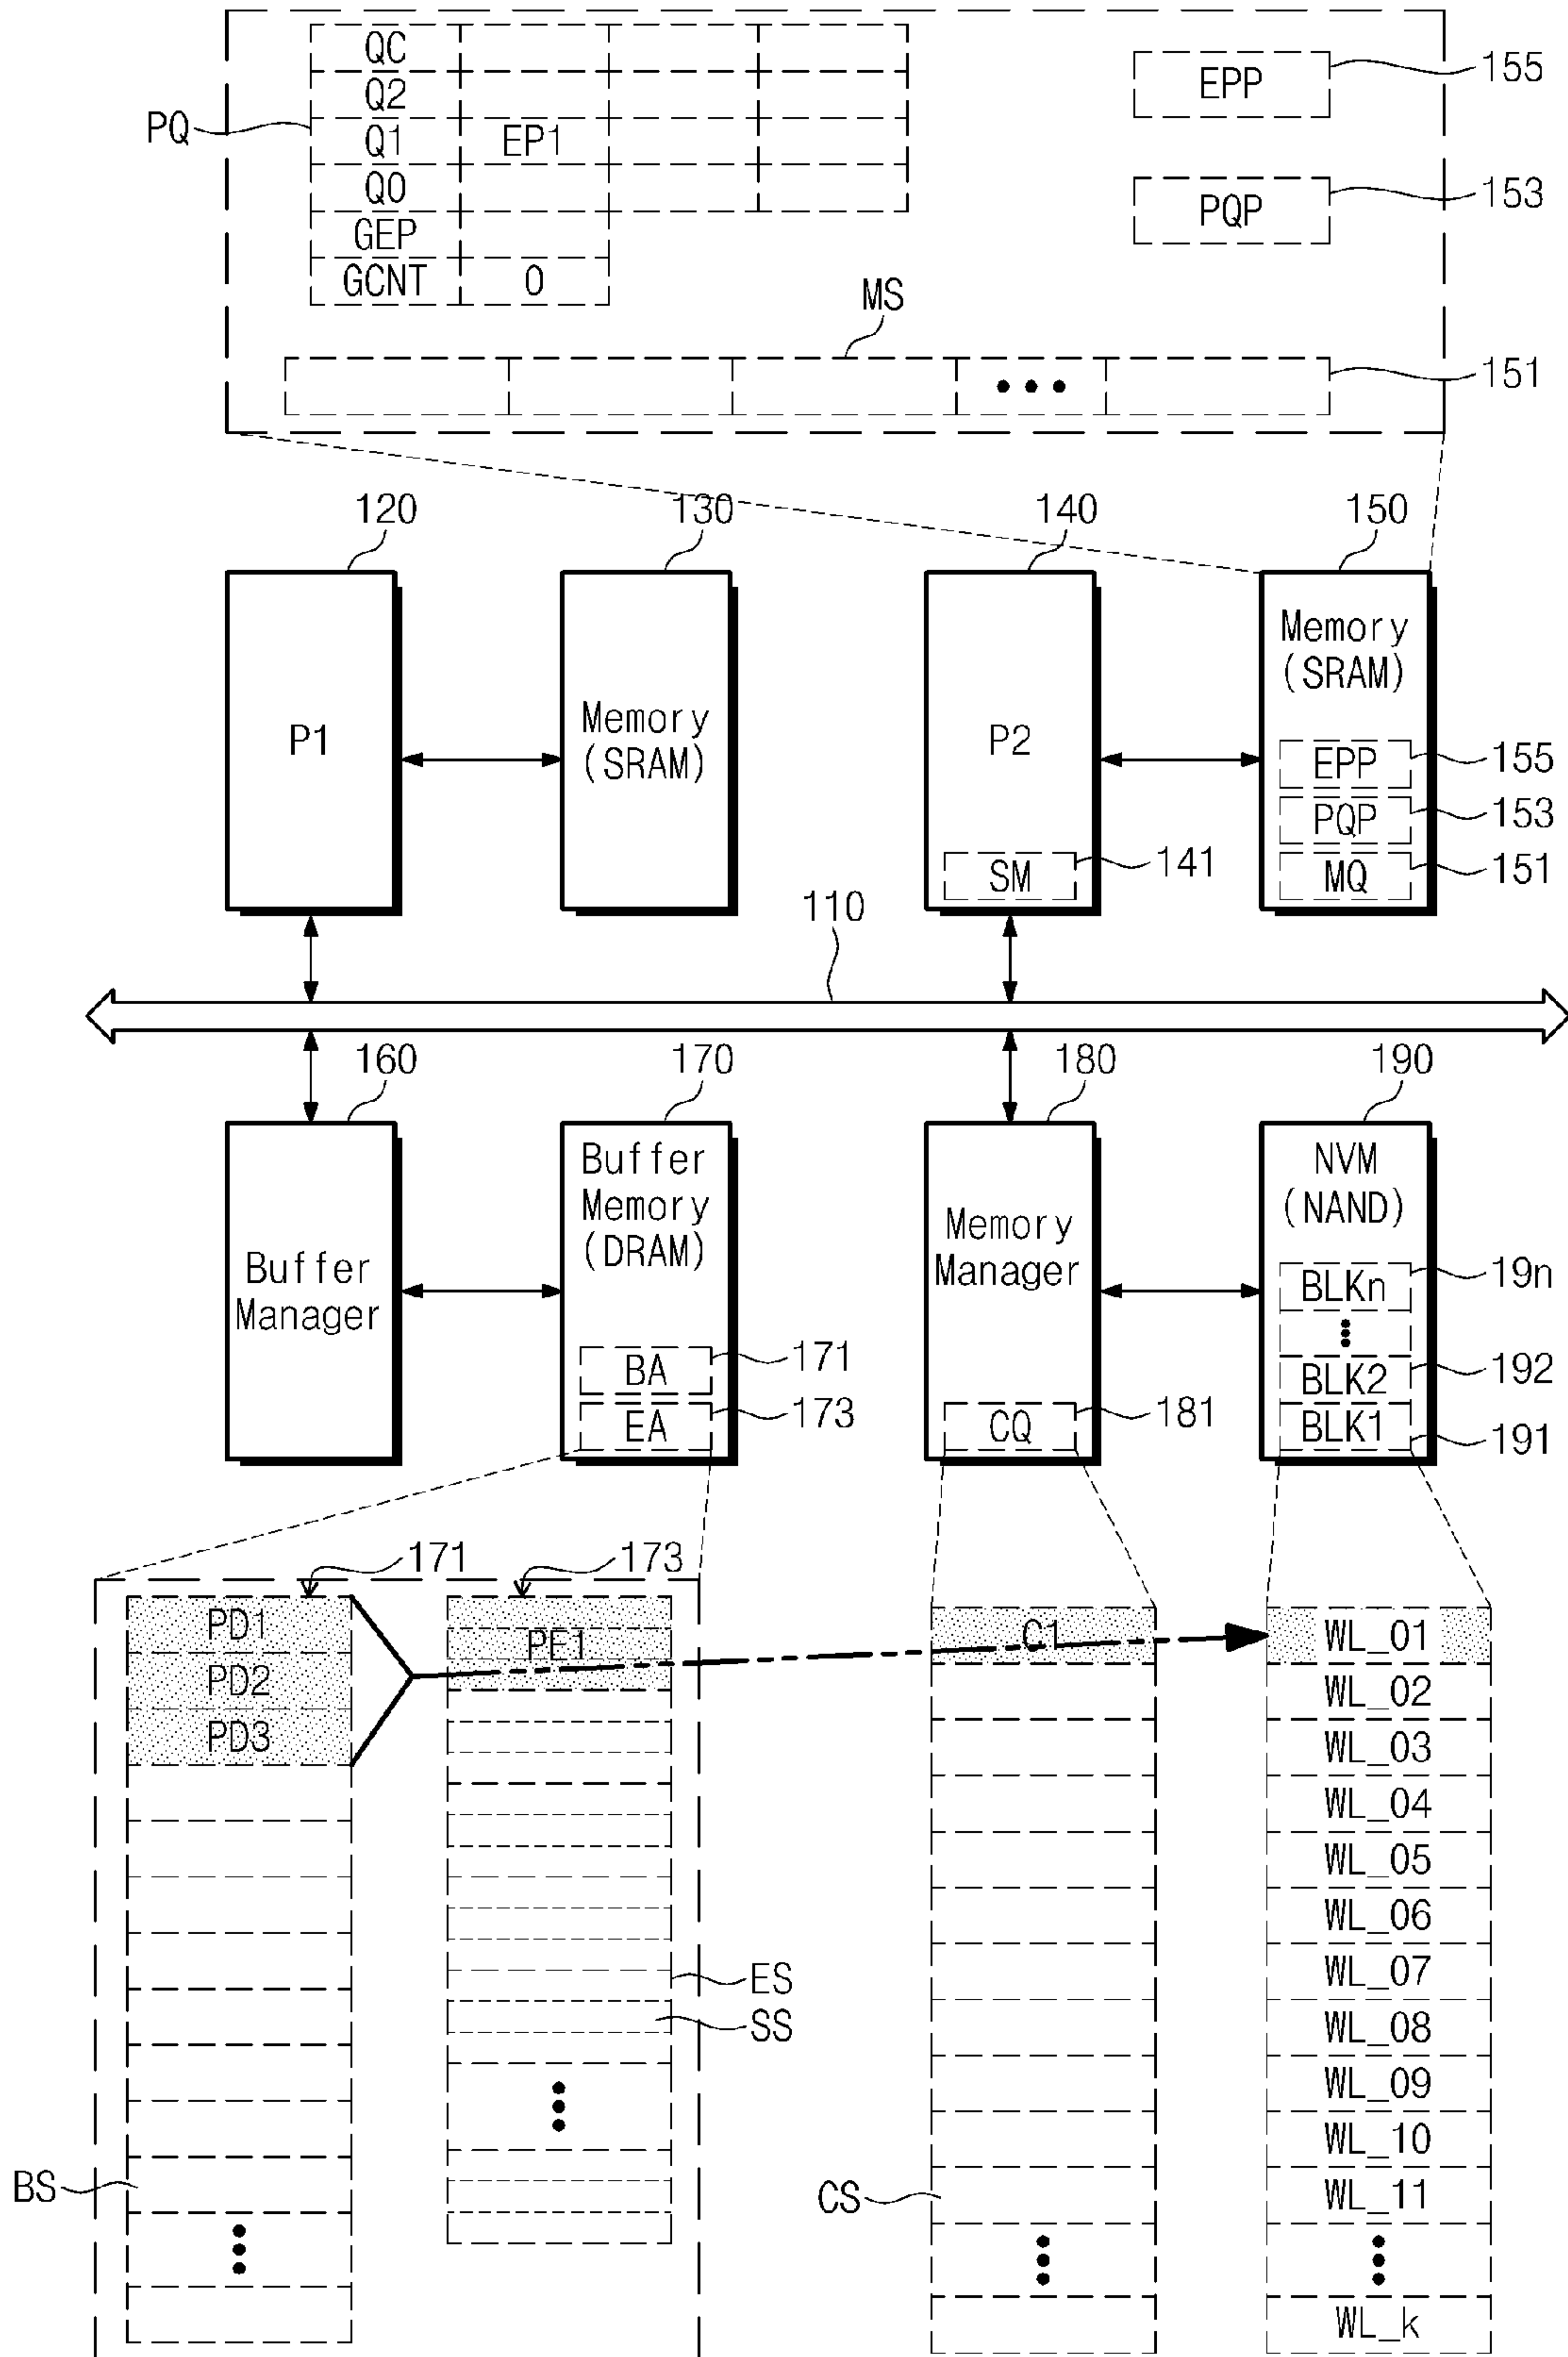 QC
Q2
PQ
Q1 EP1
Q0
GEP
GCNT 0
EPP 155
PQP 153
MS
151
120
130
140
150
P1
Memory
(SRAM)
P2
SM 141
Memory
(SRAM)
EPP 155
PQP 153
MQ 151
110
160
170
180
190
Buffer
Manager
Buffer
Memory
(DRAM)
BA 171
EA 173
Memory
Manager
CQ 181
NVM
(NAND)
BLKn 19n
BLK2 192
BLK1 191
171
173
PD1
PD2
PD3
PE1
C1
WL_01
WL_02
WL_03
WL_04
WL_05
WL_06
WL_07
WL_08
WL_09
WL_10
WL_11
WL_k
ES
SS
BS
CS